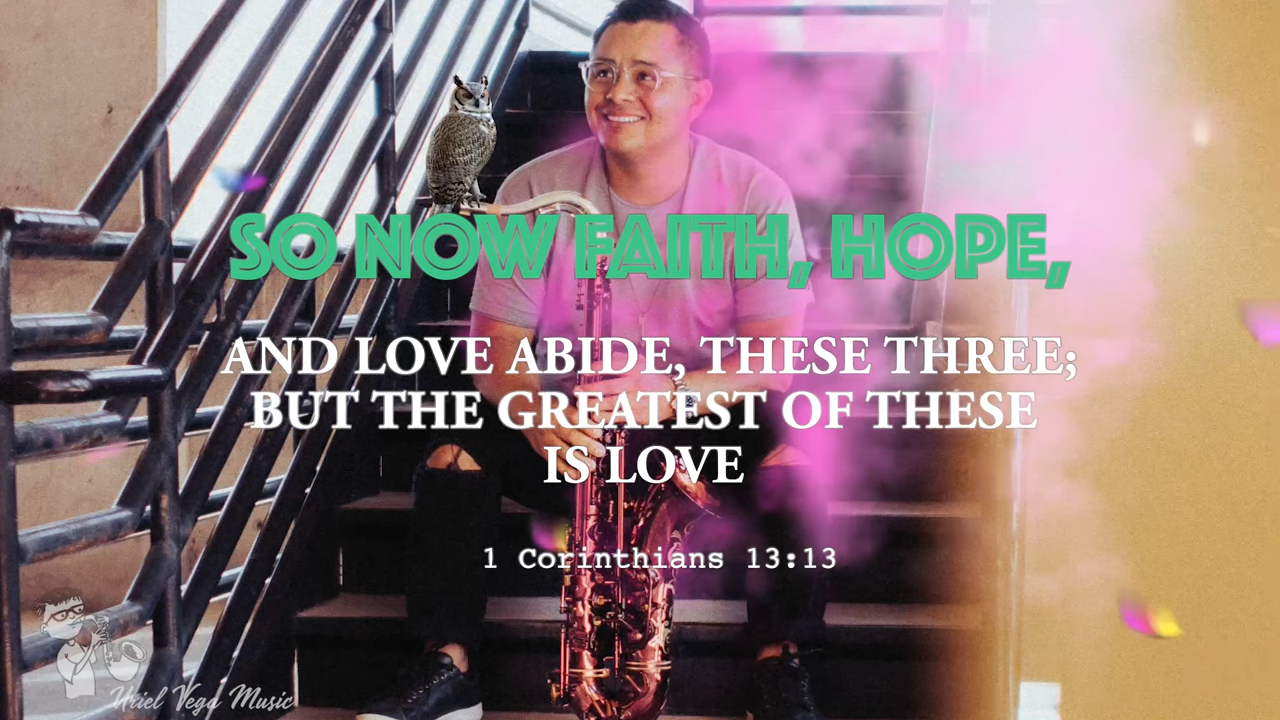 SO NOW FAITH, HOPE,
AND LOVE ABIDE, THESE THREE;
BUT THE GREATEST OF THESE
IS LOVE
1 Corinthians 13:13
Uriel Vega Music